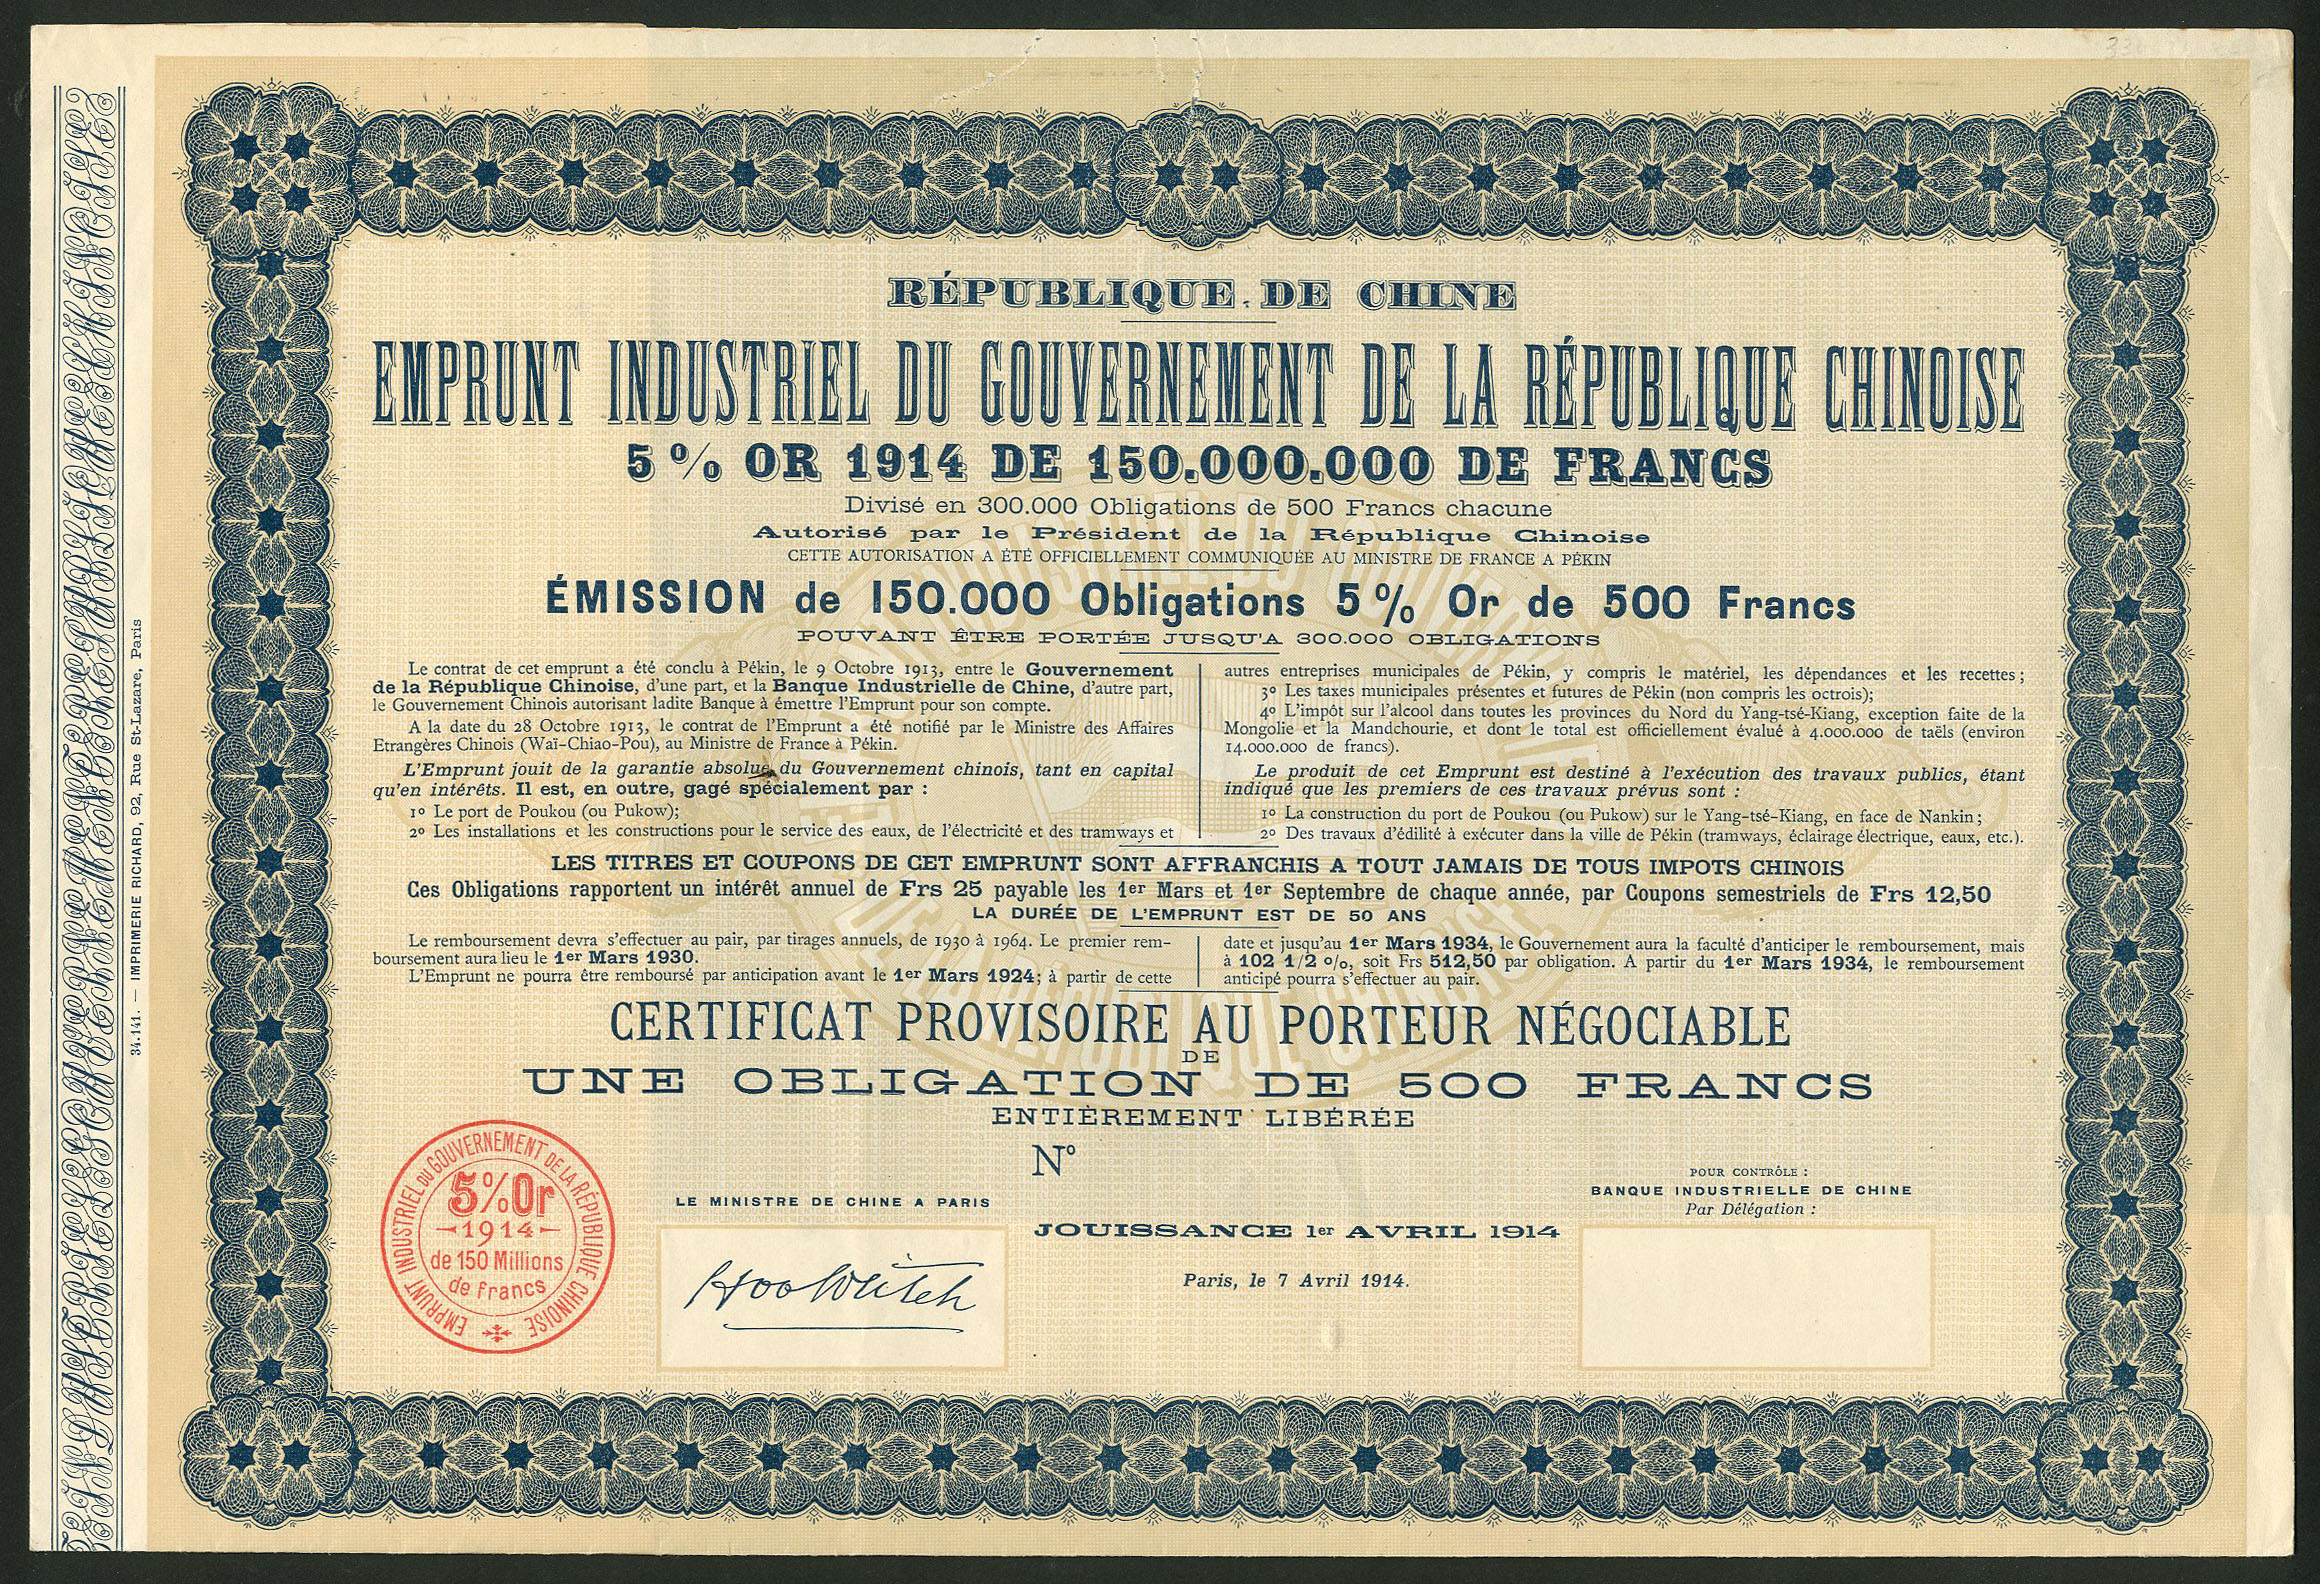 RÉPUBLIQUE DE CHINE
EMPRUNT INDUSTRIEL DU GOUVERNEMENT DE LA RÉPUBLIQUE CHINOISE
5 % OR 1914 DE 150.000.000 DE FRANCS
Divisé en 300.000 Obligations de 500 Francs chacune
Autorisé par le Président de la République Chinoise
CETTE AUTORISATION A ÉTÉ OFFICIELLEMENT COMMUNIQUÉE AU MINISTRE DE FRANCE A PÉKIN
ÉMISSION de 150.000 Obligations 5 % Or de 500 Francs
POUVANT ÊTRE PORTÉE JUSQU'A 300.000 OBLIGATIONS
Le contrat de cet emprunt a été conclu à Pékin, le 9 Octobre 1913, entre le Gouvernement
de la République Chinoise, d'une part, et la Banque Industrielle de Chine, d'autre part,
le Gouvernement Chinois autorisant ladite Banque à émettre l'Emprunt pour son compte.
A la date du 28 Octobre 1913, le contrat de l'Emprunt a été notifié par le Ministre des Affaires
Etrangères Chinois (Waï-Chiao-Pou), au Ministre de France à Pékin.
L'Emprunt jouit de la garantie absolue du Gouvernement chinois, tant en capital
qu'en intérêts. Il est, en outre, gagé spécialement par :
1º Le port de Poukou (ou Pukow);
2º Les installations et les constructions pour le service des eaux, de l'électricité et des tramways et
autres entreprises municipales de Pékin, y compris le matériel, les dépendances et les recettes;
3º Les taxes municipales présentes et futures de Pékin (non compris les octrois);
4º L'impôt sur l'alcool dans toutes les provinces du Nord du Yang-tsé-Kiang, exception faite de la
Mongolie et la Mandchourie, et dont le total est officiellement évalué à 4.000.000 de taëls (environ
14.000.000 de francs).
Le produit de cet Emprunt est destiné à l'exécution des travaux publics, étant
indiqué que les premiers de ces travaux prévus sont :
1º La construction du port de Poukou (ou Pukow) sur le Yang-tsé-Kiang, en face de Nankin;
2º Des travaux d'édilité à exécuter dans la ville de Pékin (tramways, éclairage électrique, eaux, etc.).
LES TITRES ET COUPONS DE CET EMPRUNT SONT AFFRANCHIS A TOUT JAMAIS DE TOUS IMPOTS CHINOIS
Ces Obligations rapportent un intérêt annuel de Frs 25 payable les 1er Mars et 1er Septembre de chaque année, par Coupons semestriels de Frs 12,50
LA DURÉE DE L'EMPRUNT EST DE 50 ANS
Le remboursement devra s'effectuer au pair, par tirages annuels, de 1930 à 1964. Le premier rem-
boursement aura lieu le 1er Mars 1930.
L'Emprunt ne pourra être remboursé par anticipation avant le 1er Mars 1924; à partir de cette
date et jusqu'au 1er Mars 1934, le Gouvernement aura la faculté d'anticiper le remboursement, mais
à 102 1/2 %, soit Frs 512,50 par obligation. A partir du 1er Mars 1934, le remboursement
anticipé pourra s'effectuer au pair.
CERTIFICAT PROVISOIRE AU PORTEUR NÉGOCIABLE
DE
UNE OBLIGATION DE 500 FRANCS
ENTIÈREMENT LIBÉRÉE
Nº
LE MINISTRE DE CHINE A PARIS
JOUISSANCE 1er AVRIL 1914
Paris, le 7 Avril 1914.
POUR CONTRÔLE :
BANQUE INDUSTRIELLE DE CHINE
Par Délégation :
EMPRUNT INDUSTRIEL DU GOUVERNEMENT DE LA RÉPUBLIQUE CHINOISE
5% Or
1914
de 150 Millions
de francs
34.141. — IMPRIMERIE RICHARD, 92, Rue St-Lazare, Paris